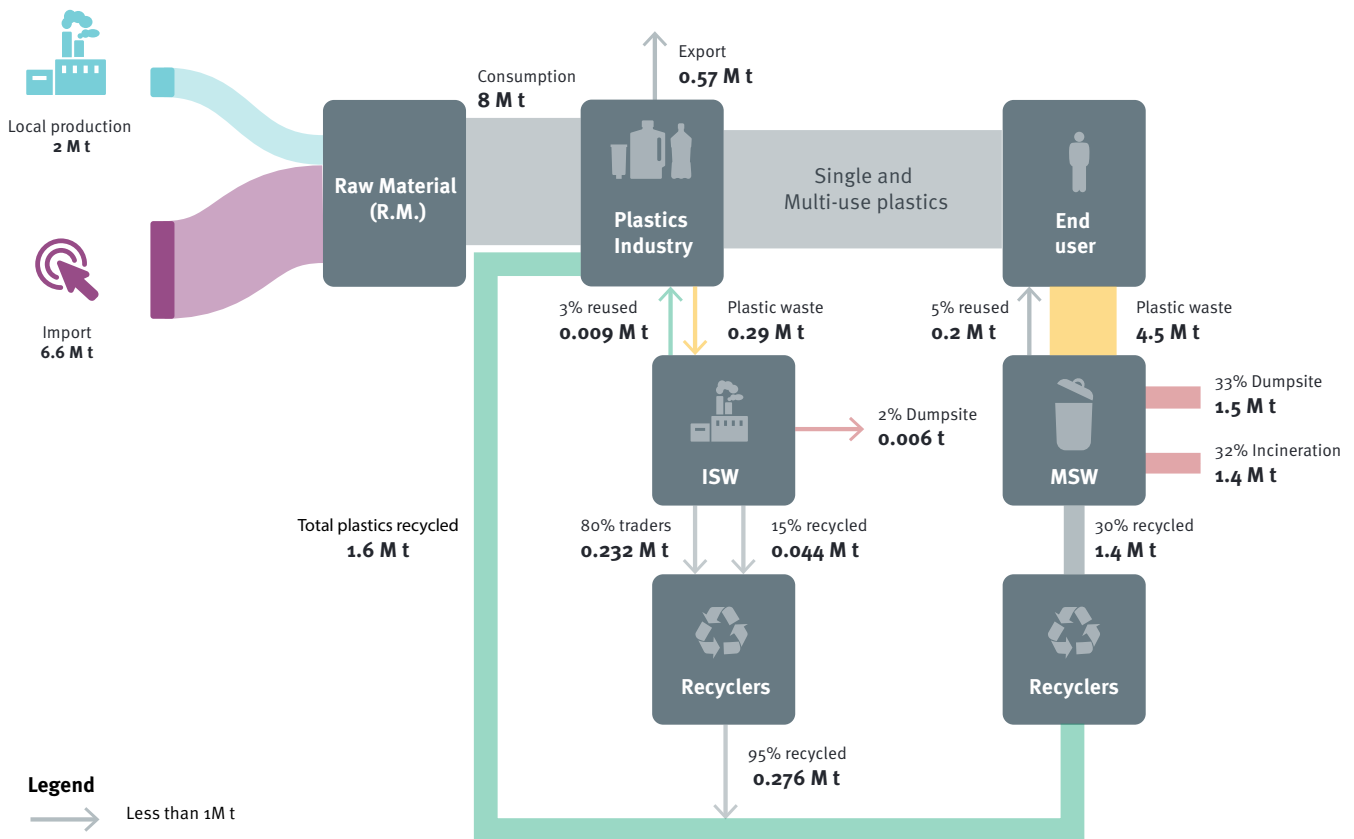 Local production
2 M t
Import
6.6 M t
Raw Material
(R.M.)
Consumption
8 M t
Export
0.57 M t
Plastics
Industry
Single and
Multi-use plastics
End
user
3% reused
0.009 M t
Plastic waste
0.29 M t
5% reused
0.2 M t
Plastic waste
4.5 M t
ISW
2% Dumpsite
0.006 t
MSW
33% Dumpsite
1.5 M t
32% Incineration
1.4 M t
Total plastics recycled
1.6 M t
80% traders
0.232 M t
15% recycled
0.044 M t
30% recycled
1.4 M t
Recyclers
Recyclers
95% recycled
0.276 M t
Legend
Less than 1M t